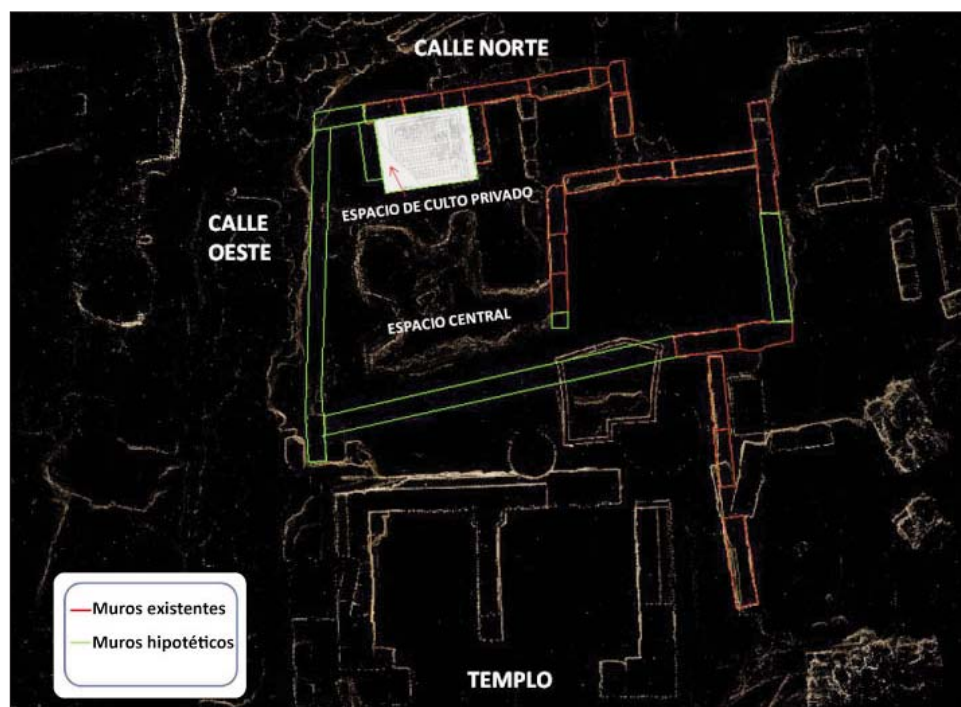 CALLE NORTE
ESPACIO DE CULTO PRIVADO
CALLE
OESTE
ESPACIO CENTRAL
Muros existentes
Muros hipotéticos
TEMPLO